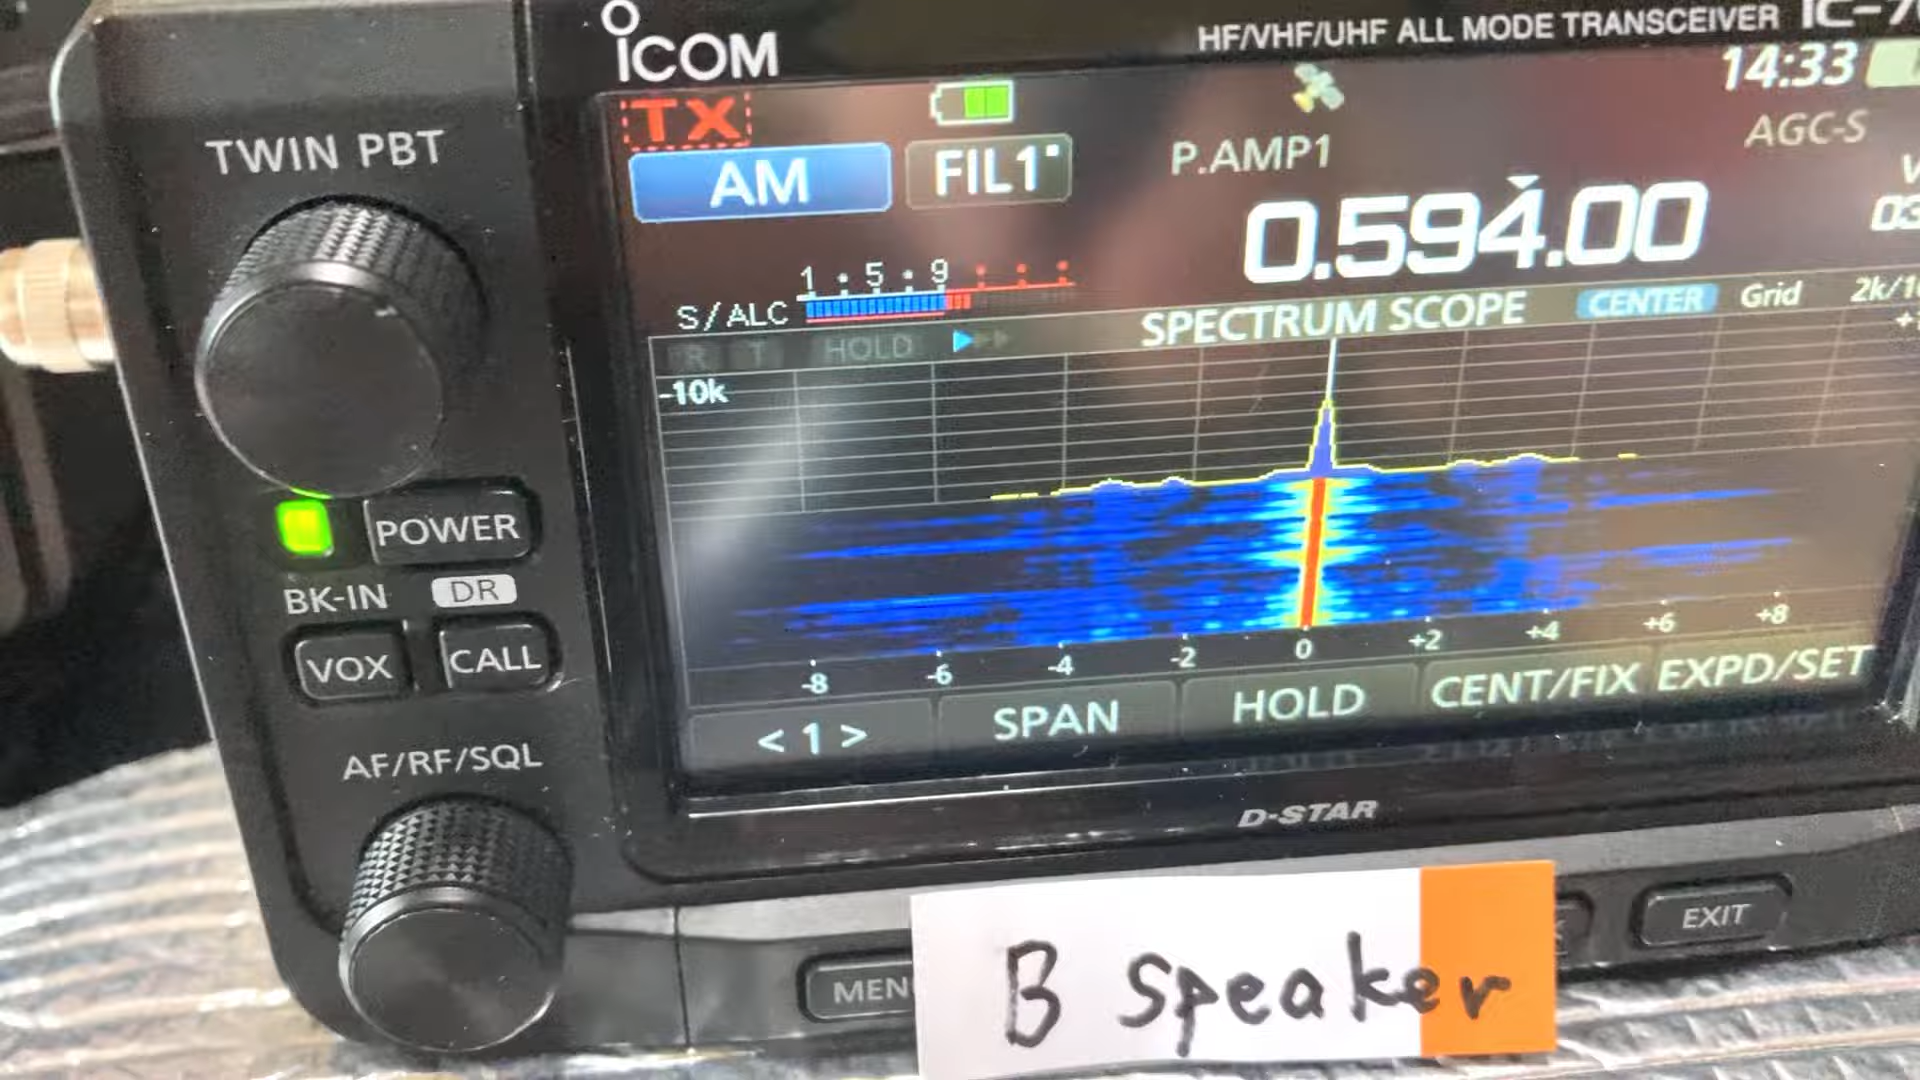 ICOM
HF/VHF/UHF ALL MODE TRANSCEIVER
14:33
TX
AGC-S
TWIN PBT
AM FIL1 P.AMP1
0.594.00
1 5 9
S/ALC
SPECTRUM SCOPE CENTER Grid
R T HOLD
-10k
POWER
BK-IN DR
VOX CALL
-8 -6 -4 -2 0 +2 +4 +6 +8
< 1 > SPAN HOLD CENT/FIX EXPD/SET
AF/RF/SQL
D-STAR
EXIT
B speaker